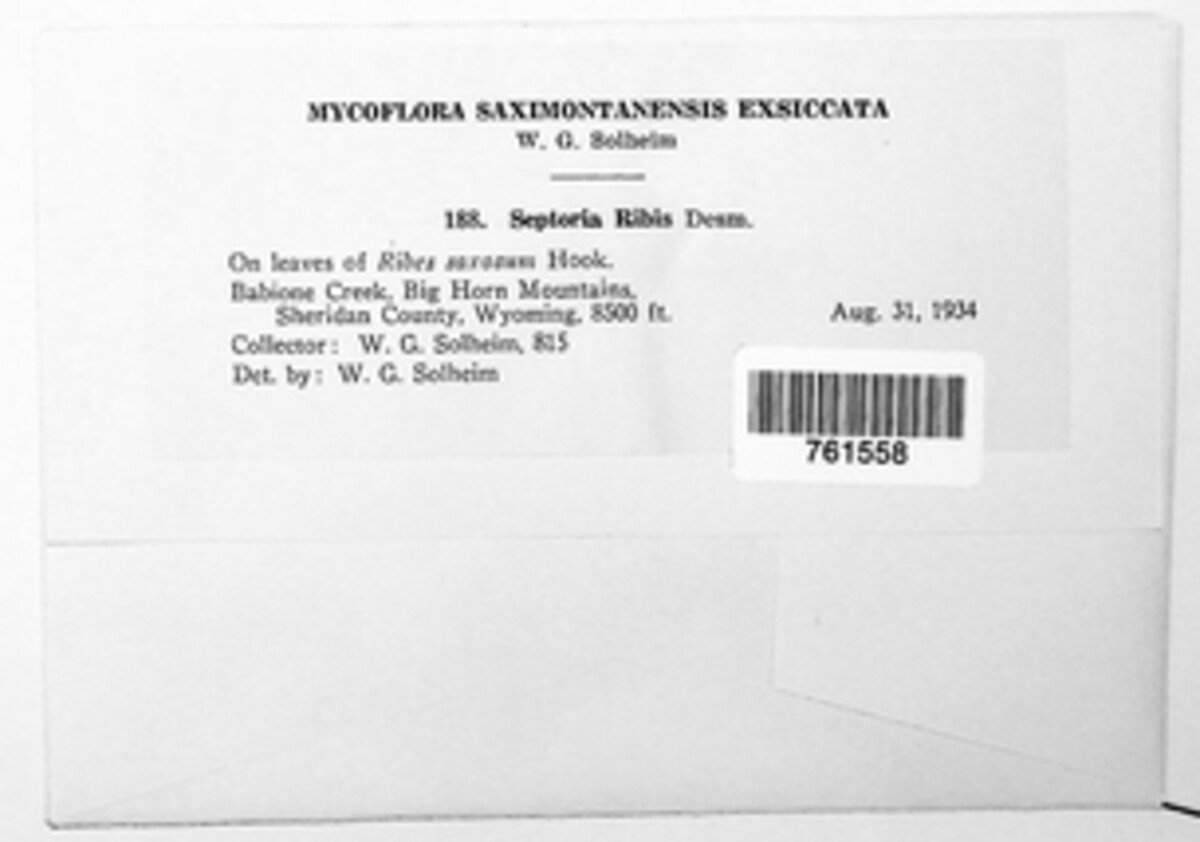 MYCOFLORA SAXIMONTANENSIS EXSICCATA
W. G. Solheim
188. Septoria Ribis Desm.
On leaves of Ribes saxosum Hook.
Babione Creek, Big Horn Mountains,
Sheridan County, Wyoming, 8500 ft. Aug. 31, 1934
Collector: W. G. Solheim, 815
Det. by: W. G. Solheim
761558